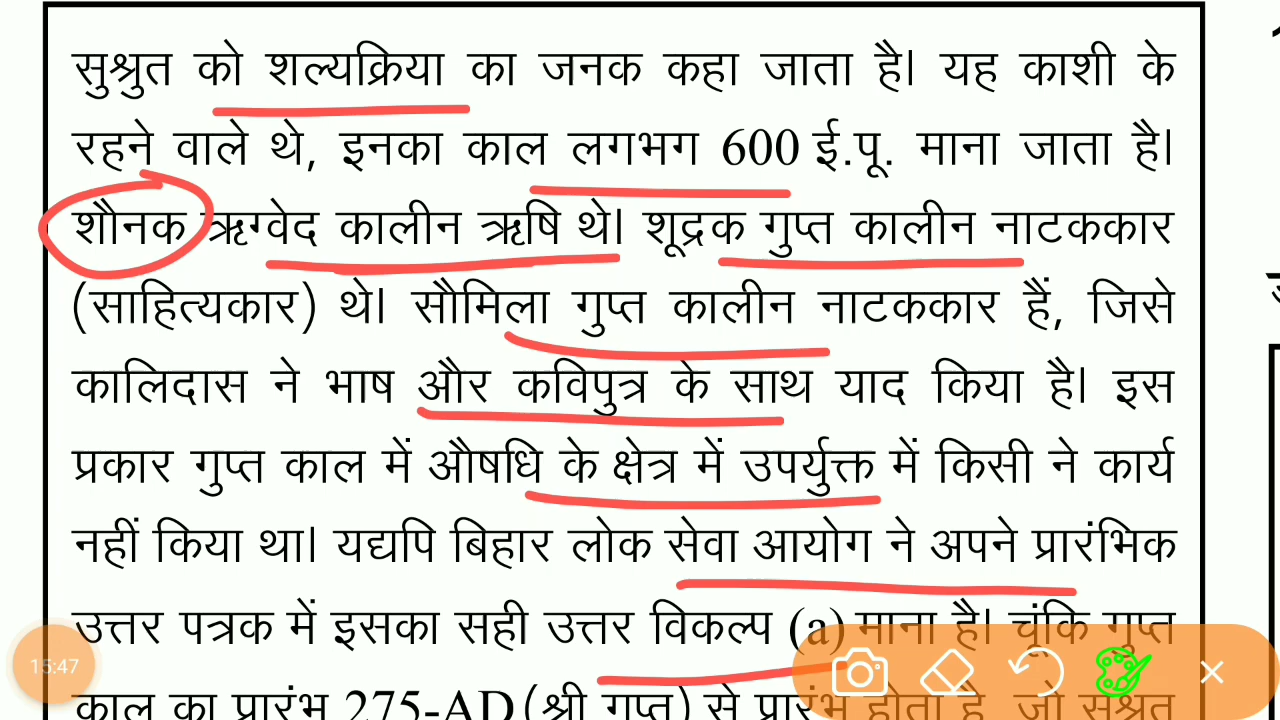 सुश्रुत को शल्यक्रिया का जनक कहा जाता है। यह काशी के
रहने वाले थे, इनका काल लगभग 600 ई.पू. माना जाता है।
शौनक ऋग्वेद कालीन ऋषि थे। शूद्रक गुप्त कालीन नाटककार
(साहित्यकार) थे। सौमिला गुप्त कालीन नाटककार हैं, जिसे
कालिदास ने भाष और कविपुत्र के साथ याद किया है। इस
प्रकार गुप्त काल में औषधि के क्षेत्र में उपर्युक्त में किसी ने कार्य
नहीं किया था। यद्यपि बिहार लोक सेवा आयोग ने अपने प्रारंभिक
उत्तर पत्रक में इसका सही उत्तर विकल्प (a) माना है। चूंकि गुप्त
काल का प्रारंभ 275-AD (श्री गुप्त) से प्रारंभ होता है, जो सुश्रुत
15:47